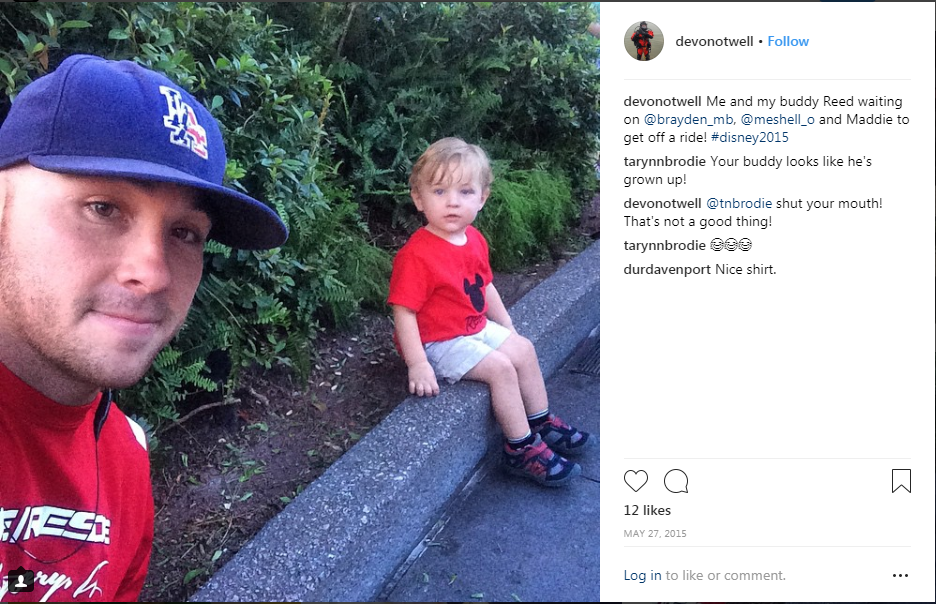 LA
devonotwell • Follow
devonotwell Me and my buddy Reed waiting
on @brayden_mb, @meshell_o and Maddie to
get off a ride! #disney2015
tarynnbrodie Your buddy looks like he's
grown up!
devonotwell @tnbrodie shut your mouth!
That's not a good thing!
tarynnbrodie 😂😂😂
durdavenport Nice shirt.
12 likes
MAY 27, 2015
Log in to like or comment.